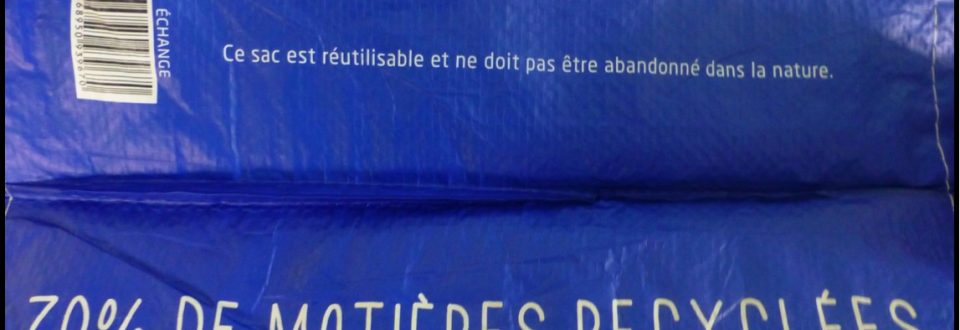 ÉCHANGE
Ce sac est réutilisable et ne doit pas être abandonné dans la nature.
70% DE MATIÈRES RECYCLÉES